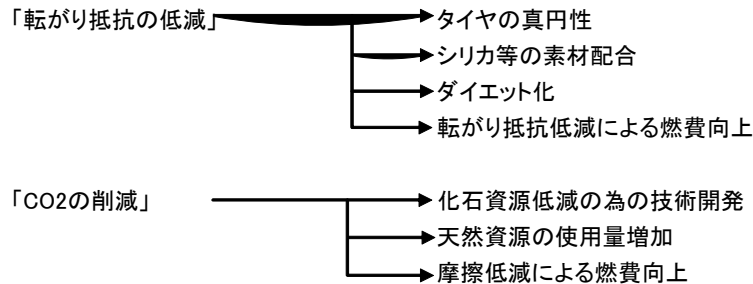 「転がり抵抗の低減」 タイヤの真円性
シリカ等の素材配合
ダイエット化
転がり抵抗低減による燃費向上
「CO2の削減」 化石資源低減の為の技術開発
天然資源の使用量増加
摩擦低減による燃費向上